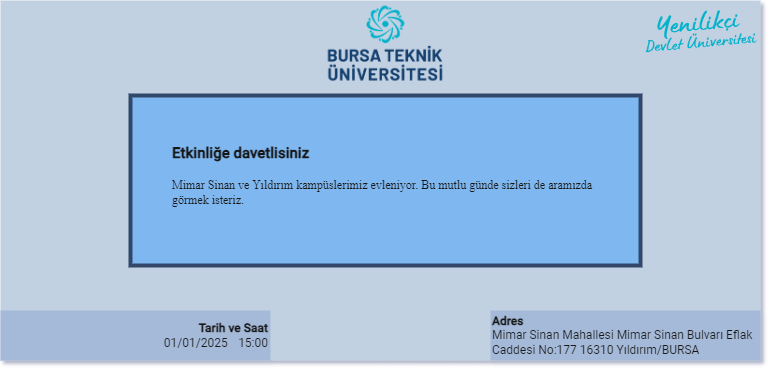 BURSA TEKNİK
ÜNİVERSİTESİ
Yenilikçi
Devlet Üniversitesi
Etkinliğe davetlisiniz
Mimar Sinan ve Yıldırım kampüslerimiz evleniyor. Bu mutlu günde sizleri de aramızda
görmek isteriz.
Tarih ve Saat
01/01/2025 15:00
Adres
Mimar Sinan Mahallesi Mimar Sinan Bulvarı Eflak
Caddesi No:177 16310 Yıldırım/BURSA